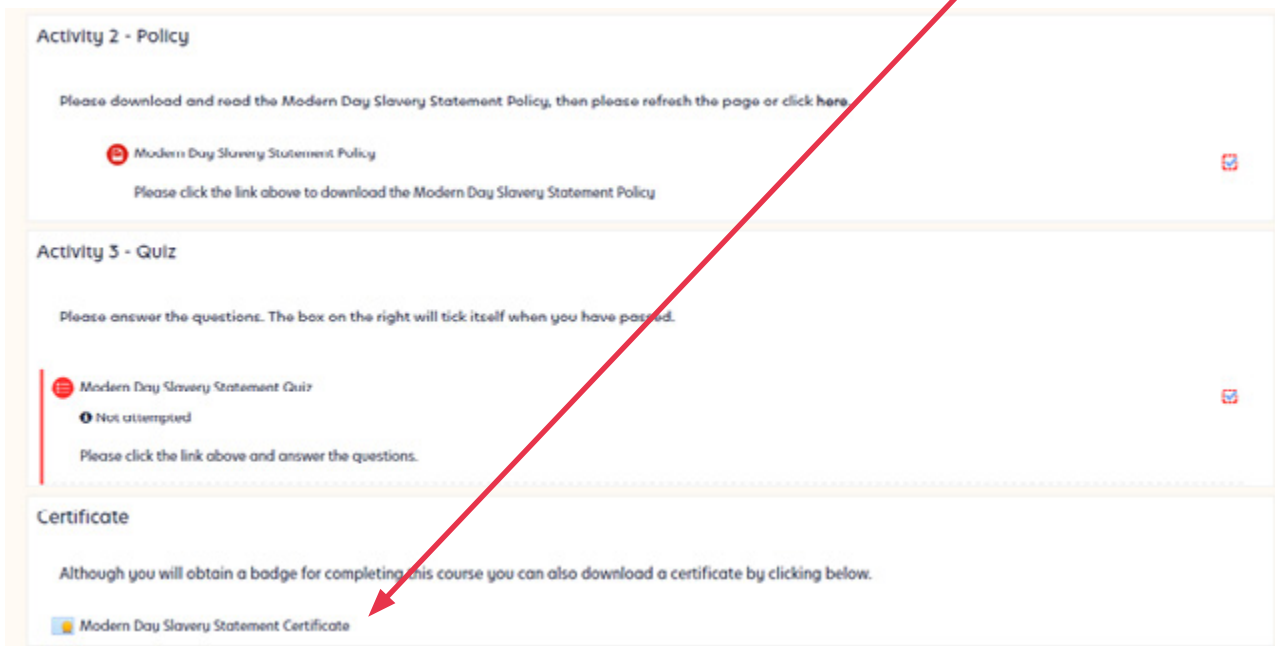 Activity 2 - Policy
Please download and read the Modern Day Slavery Statement Policy, then please refresh the page or click here.
Modern Day Slavery Statement Policy
Please click the link above to download the Modern Day Slavery Statement Policy
Activity 3 - Quiz
Please answer the questions. The box on the right will tick itself when you have passed.
Modern Day Slavery Statement Quiz
Not attempted
Please click the link above and answer the questions.
Certificate
Although you will obtain a badge for completing this course you can also download a certificate by clicking below.
Modern Day Slavery Statement Certificate